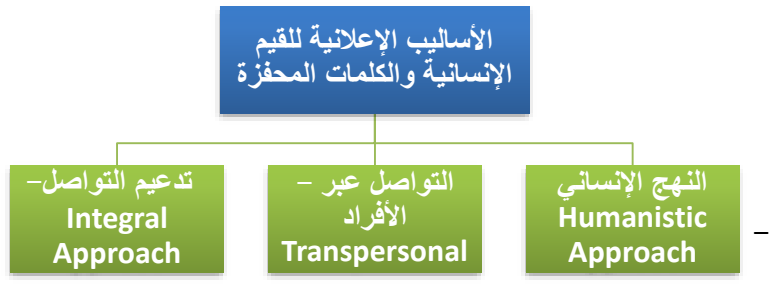 الأساليب الإعلانية للقيم
الإنسانية والكلمات المحفزة
النهج الإنساني
Humanistic
Approach
–
التواصل عبر –
الأفراد
Transpersonal
تدعيم التواصل–
Integral
Approach